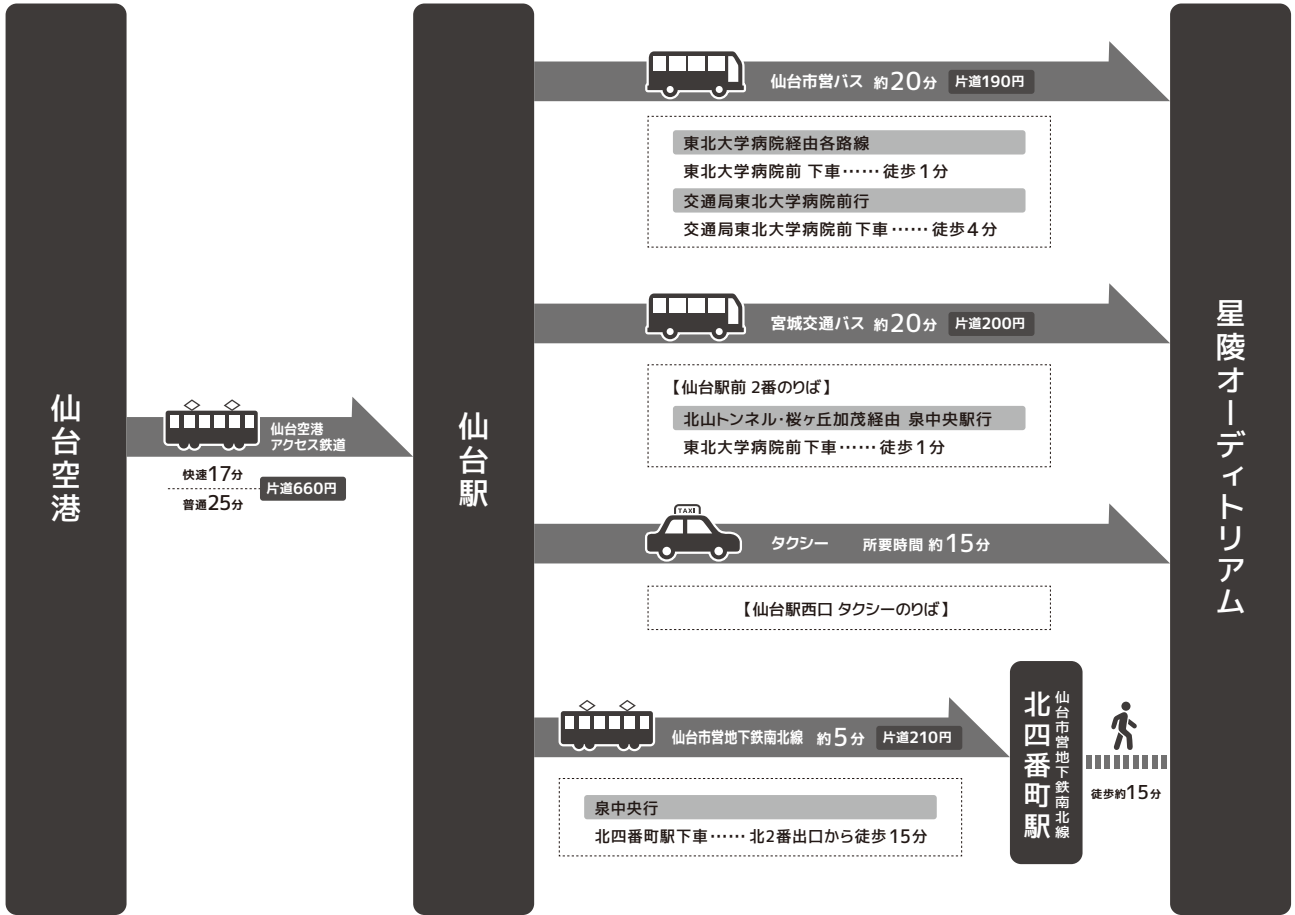 仙台空港
仙台空港
アクセス鉄道
快速17分
普通25分
片道660円
仙台駅
仙台市営バス 約20分 片道190円
東北大学病院経由各路線
東北大学病院前 下車……徒歩1分
交通局東北大学病院前行
交通局東北大学病院前下車……徒歩4分
宮城交通バス 約20分 片道200円
【仙台駅前 2番のりば】
北山トンネル・桜ヶ丘加茂経由 泉中央駅行
東北大学病院前下車……徒歩1分
TAXI
タクシー 所要時間 約15分
【仙台駅西口 タクシーのりば】
仙台市営地下鉄南北線 約5分 片道210円
泉中央行
北四番町駅下車……北2番出口から徒歩15分
仙台市営地下鉄南北線
北四番町駅
徒歩約15分
星陵オーディトリアム